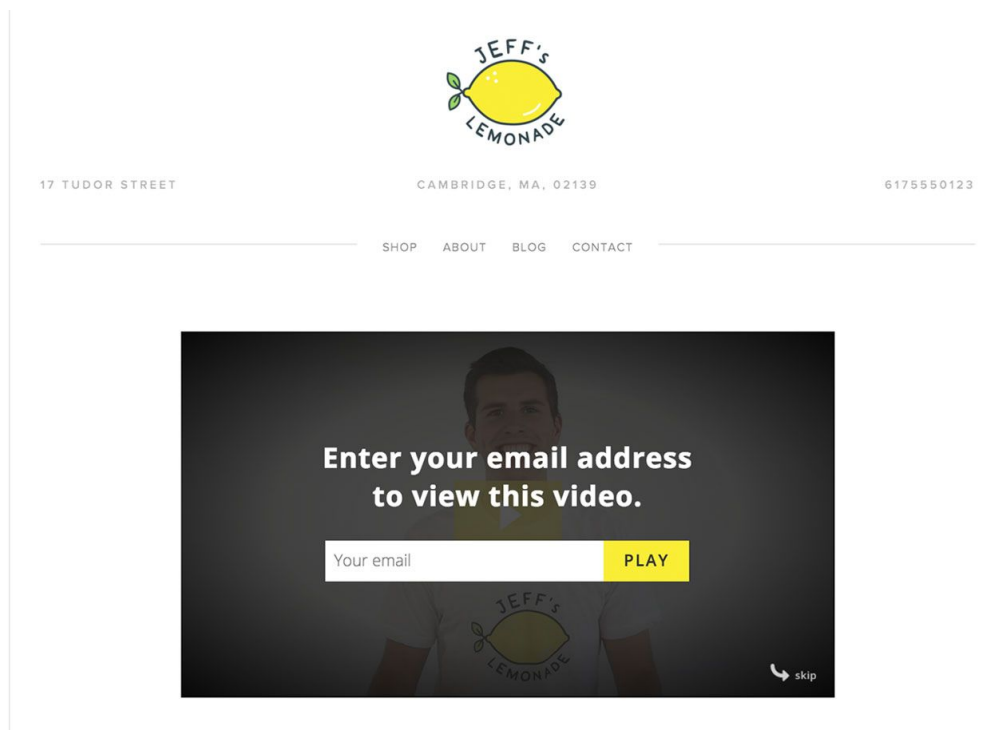 JEFF's
LEMONADE
17 TUDOR STREET
CAMBRIDGE, MA, 02139
6175550123
SHOP ABOUT BLOG CONTACT
Enter your email address
to view this video.
Your email
PLAY
JEFF's
LEMONADE
skip